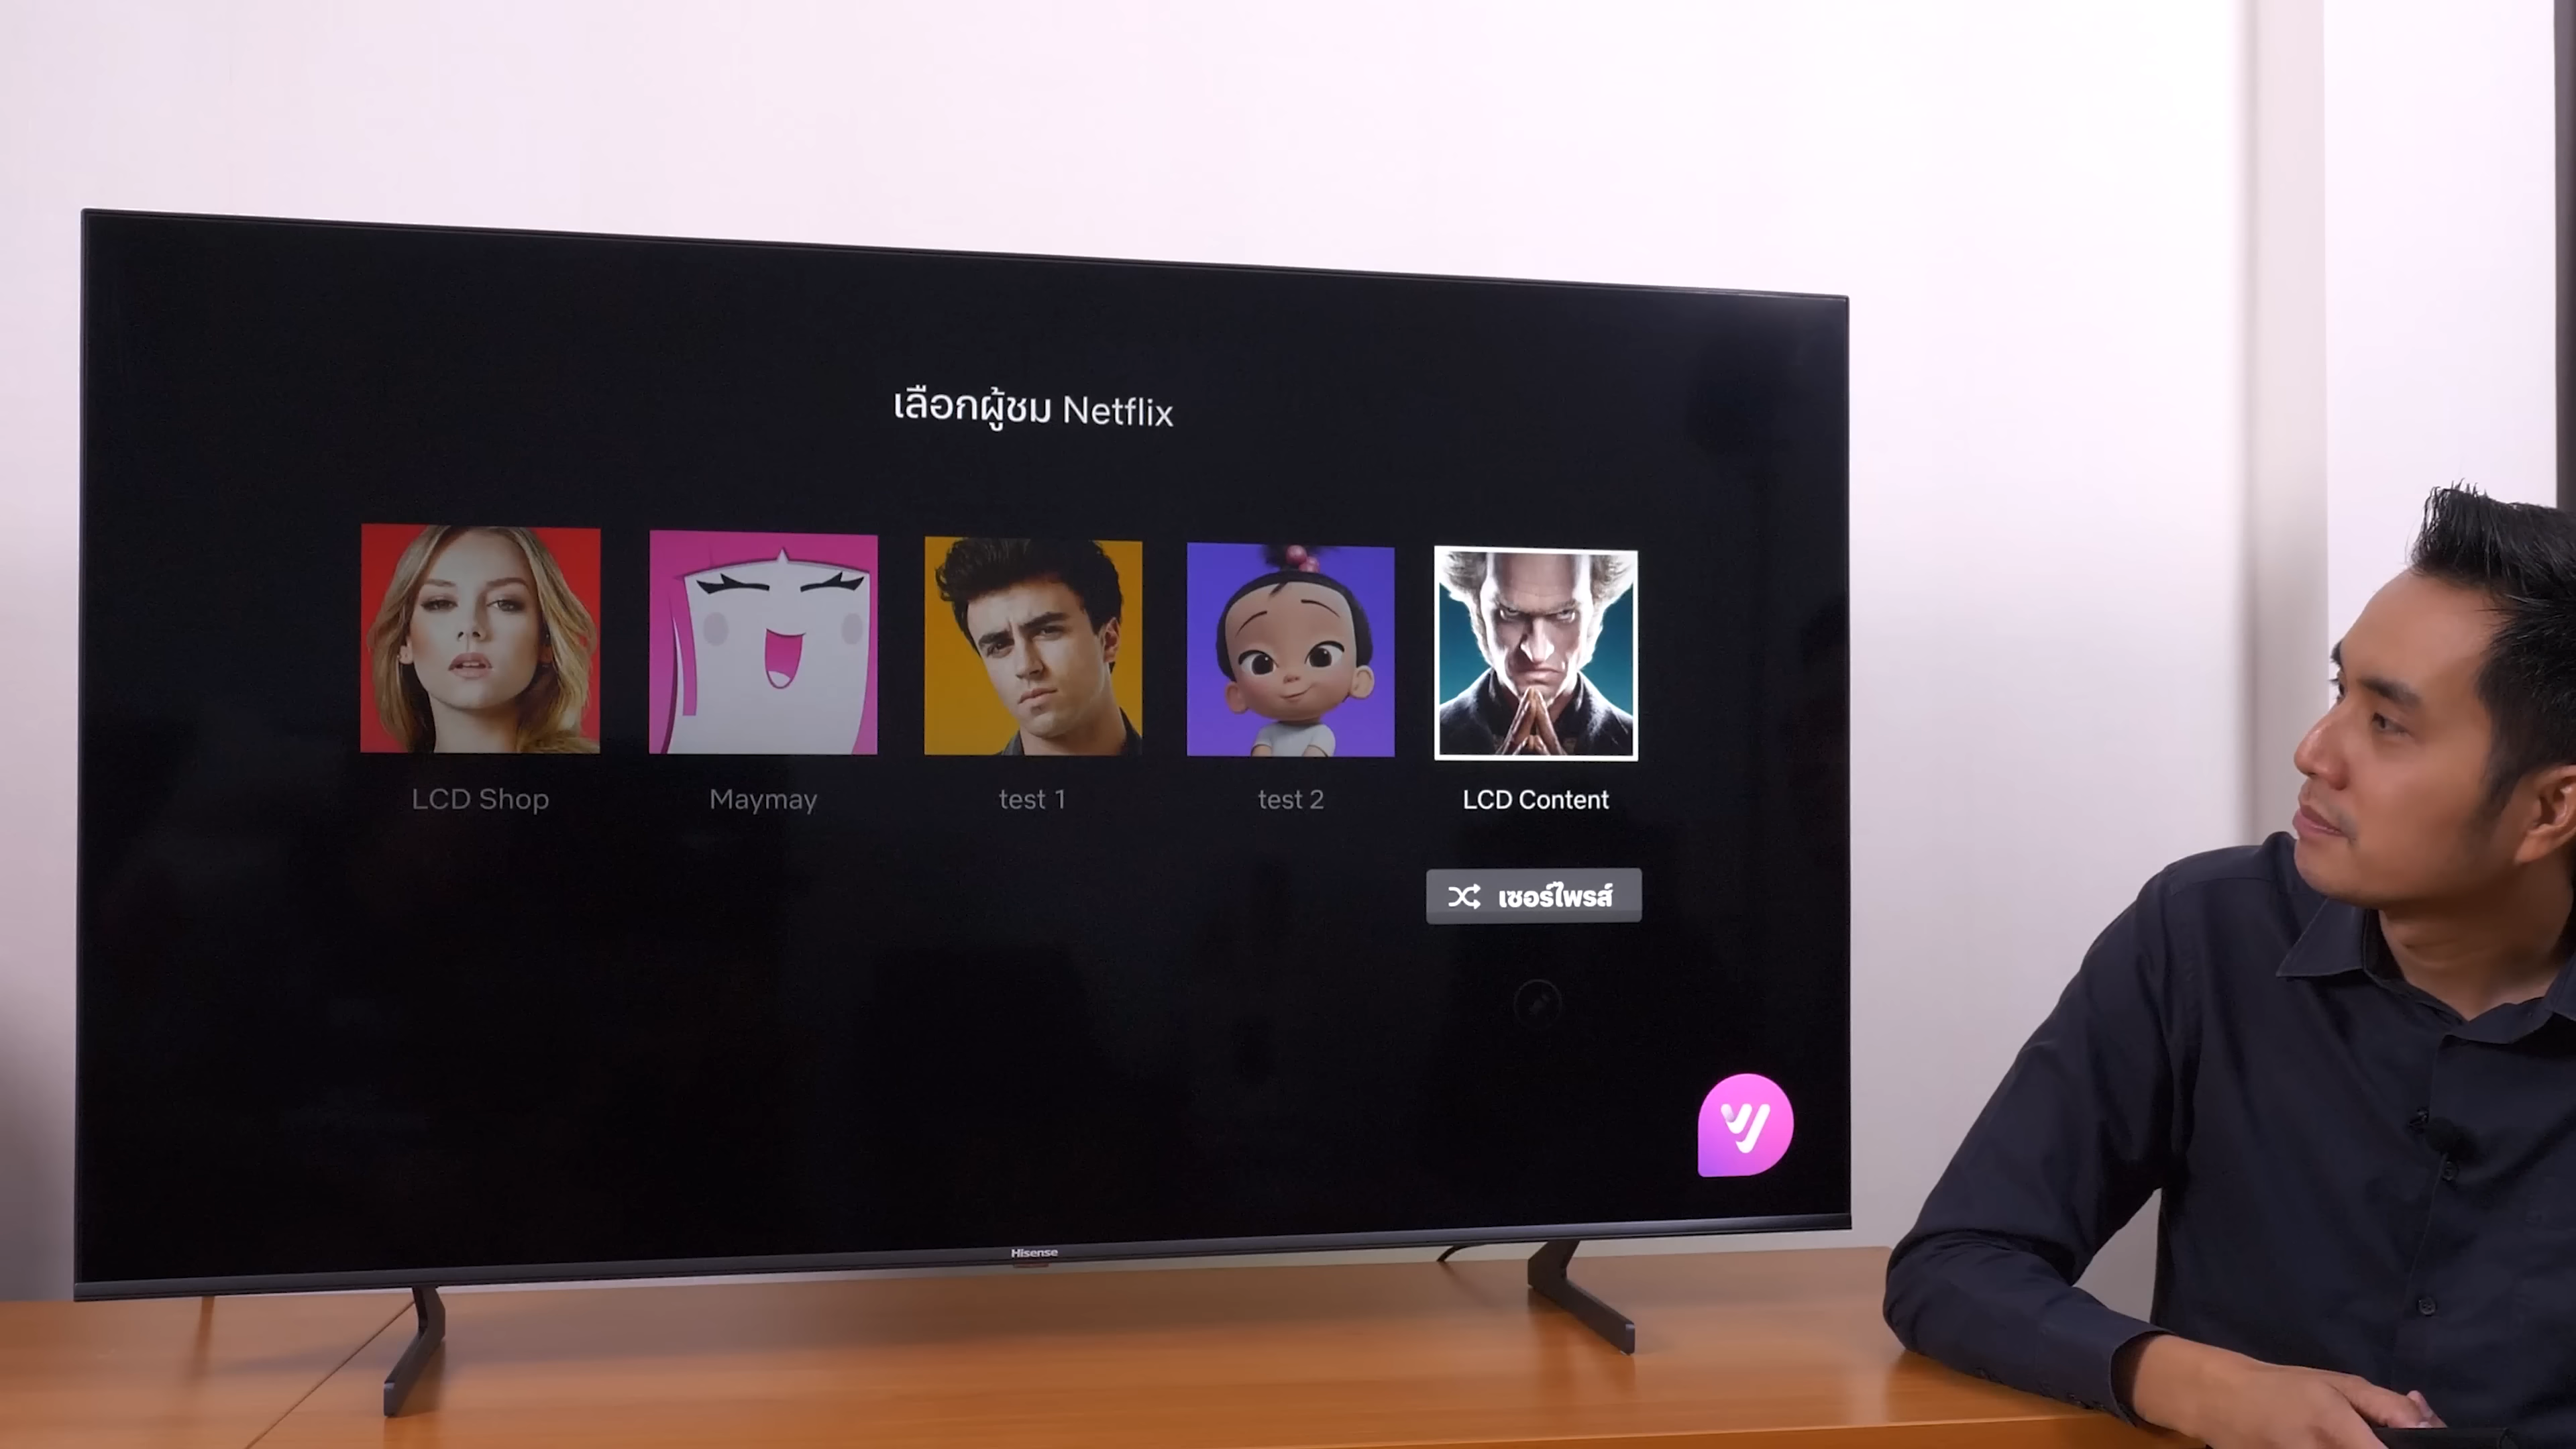 เลือกผู้ชม Netflix
LCD Shop
Maymay
test 1
test 2
LCD Content
เซอร์ไพรส์
Hisense